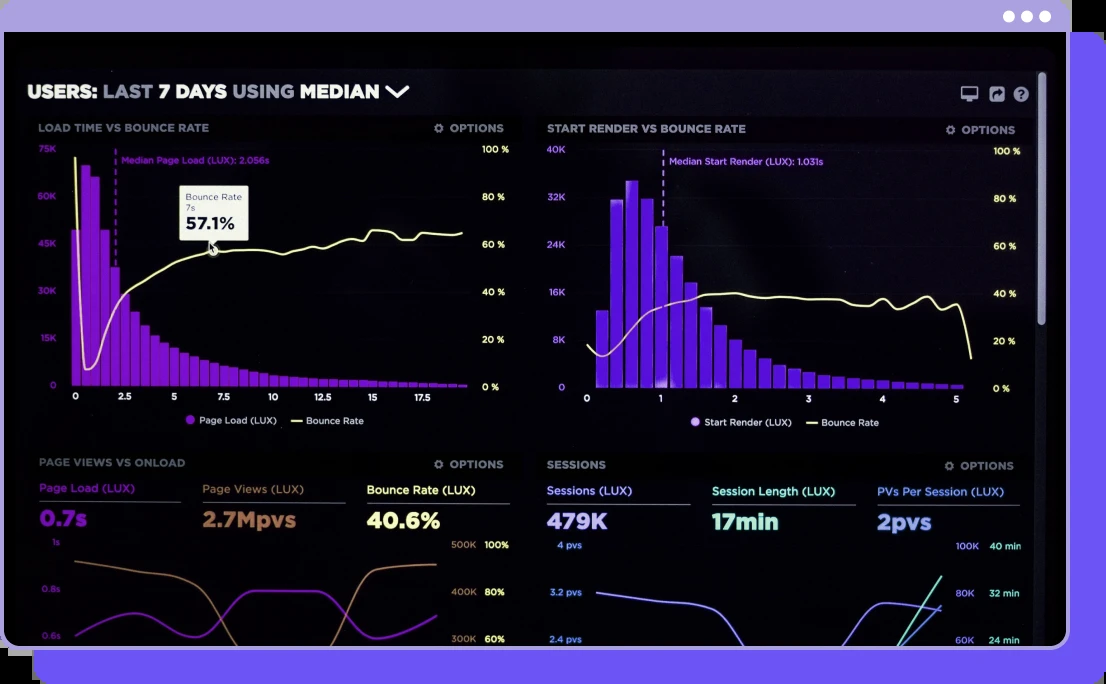 USERS: LAST 7 DAYS USING MEDIAN
LOAD TIME VS BOUNCE RATE
OPTIONS
75K
60K
45K
30K
15K
0
Median Page Load (LUX): 2.056s
Bounce Rate
7s
57.1%
100 %
80 %
60 %
40 %
20 %
0 %
0 2.5 5 7.5 10 12.5 15 17.5
Page Load (LUX) Bounce Rate
START RENDER VS BOUNCE RATE
OPTIONS
40K
32K
24K
16K
8K
0
Median Start Render (LUX): 1.031s
100 %
80 %
60 %
40 %
20 %
0 %
0 1 2 3 4 5
Start Render (LUX) Bounce Rate
PAGE VIEWS VS ONLOAD
OPTIONS
Page Load (LUX)
0.7s
Page Views (LUX)
2.7Mpvs
Bounce Rate (LUX)
40.6%
1s
0.8s
0.6s
500K 100%
400K 80%
300K 60%
SESSIONS
OPTIONS
Sessions (LUX)
479K
Session Length (LUX)
17min
PVs Per Session (LUX)
2pvs
4 pvs
3.2 pvs
2.4 pvs
100K 40 min
80K 32 min
60K 24 min